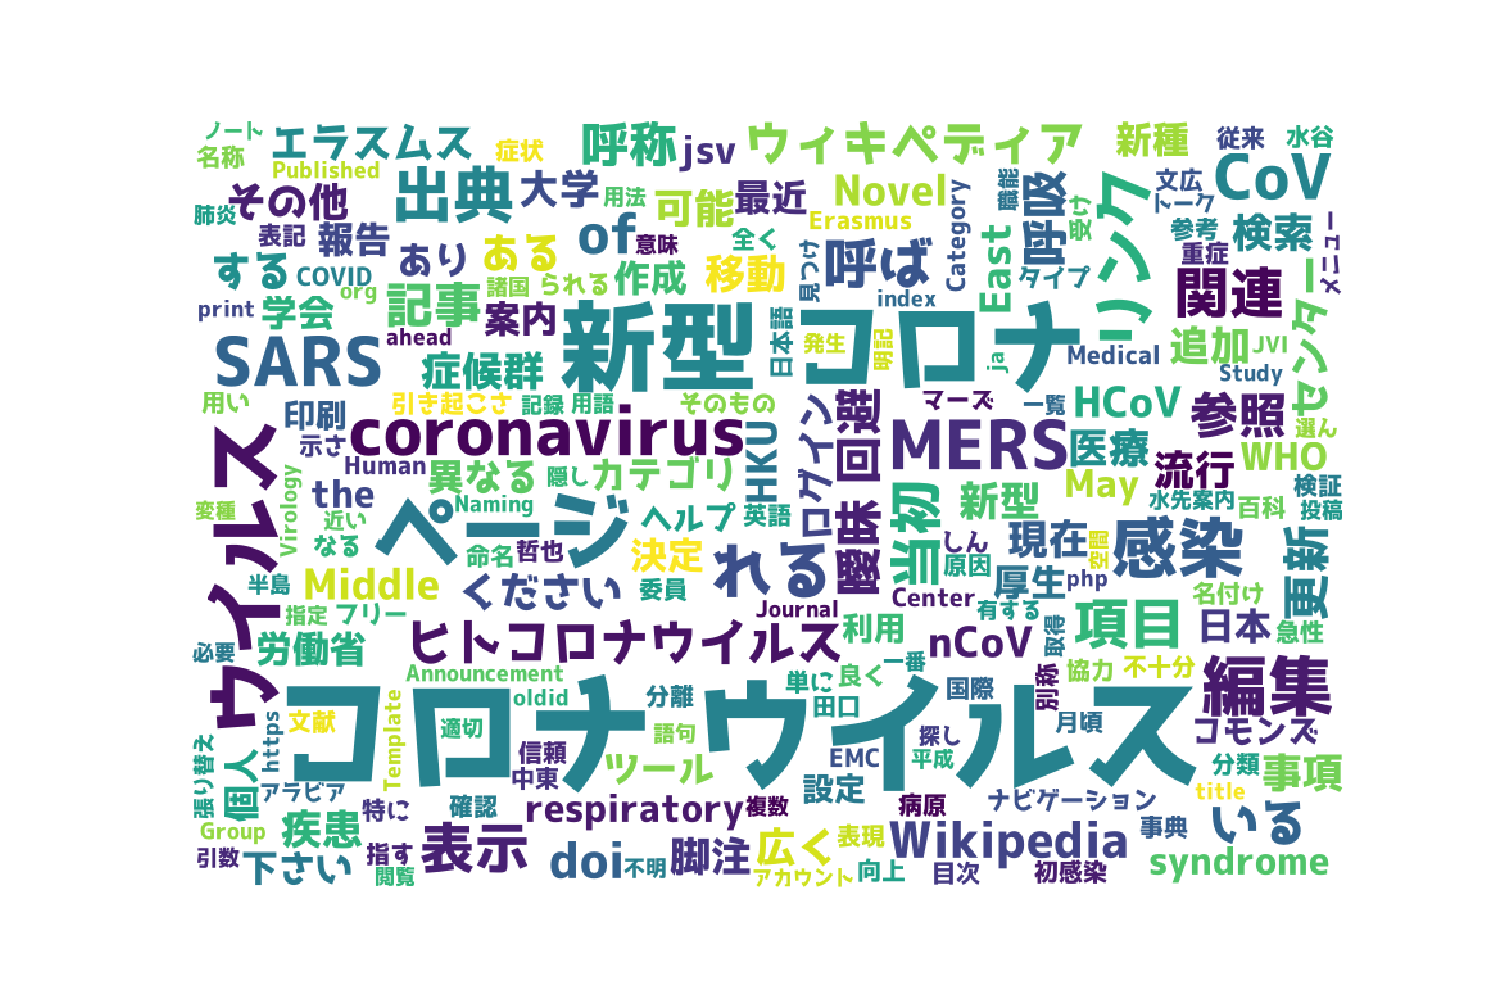 ノート
エラスムス
症状
呼称
jsv
ウィキペディア
新種
従来
水谷
名称
Published
出典
大学
用法
可能
最近
Novel
Category
職能
呼吸
リンク
文広
CoV
肺炎
その他
トーク
表記
報告
あり
ある
of
意味
全く
Erasmus
受け
参考
検索
メニュー
する
COVID
org
諸国
られる
作成
移動
見つけ
呼ば
index
East
タイプ
重症
関連
センター
print
学会
記事
ahead
案内
新型コロナ
日本語
発生
明記
ja
Medical
追加
JVI
Study
SARS
症候群
用い
印刷
引き起こさ
記録
用語
そのもの
ログイン
回避
マーズ
一覧
HCoV
参照
選ん
ウイルス
示さ
coronavirus
HKU
MERS
医療
流行
WHO
Human
異なる
隠し
カテゴリ
曖昧
May
水先案内
百科
検証
投稿
変種
Virology
the
近い
なる
Naming
ページ
ヘルプ
英語
当初
新型
しん
現在
空間
感染
更新
命名
哲也
決定
れる
原因
厚生
php
半島
Middle
ください
委員
Center
有する
名付け
指定
フリー
Journal
利用
nCoV
取得
項目
日本
急性
必要
労働省
ヒトコロナウイルス
一番
別称
協力
不十分
編集
Announcement
oldid
分離
単に
良く
国際
コロナウイルス
文献
https
Template
適切
語句
田口
探し
月頃
コモンズ
張り替え
個人
信頼
中東
ツール
EMC
平成
分類
事項
アラビア
特に
確認
respiratory
複数
設定
病原
ナビゲーション
title
Group
疾患
表示
doi
不明
脚注
広く
表現
Wikipedia
事典
いる
引数
下さい
指す
閲覧
アカウント
向上
目次
初感染
syndrome